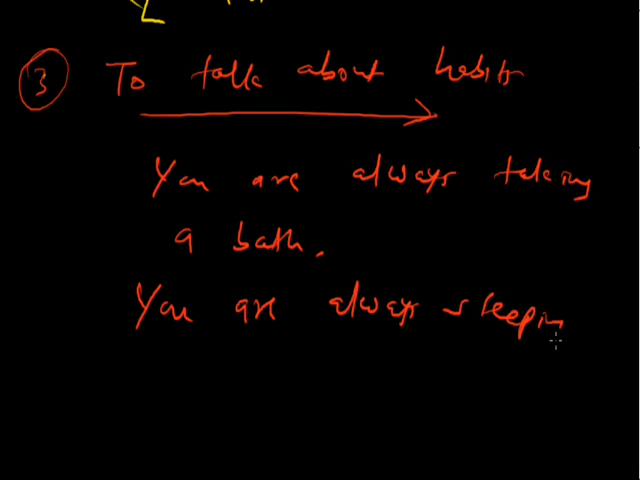 3 To talk about habits
You are always taking
a bath.
You are always sleeping